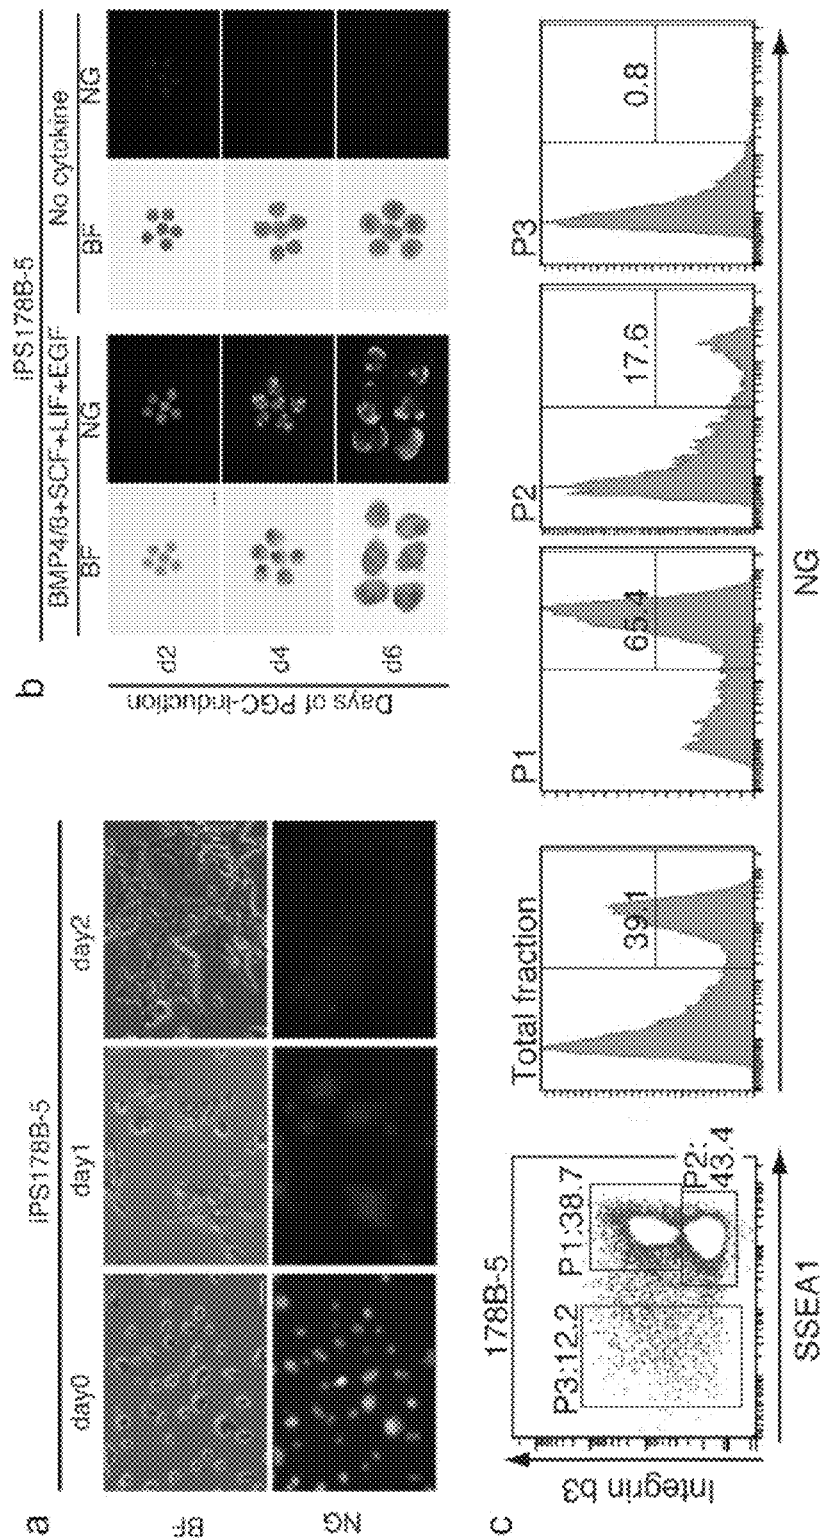 a
iPS178B-5
day0 day1 day2
BF
NG
b
iPS178B-5
BMP4/8+SCF+LIF+EGF No cytokine
BF NG BF NG
Days of PGC-induction
d2
d4
d6
c
178B-5
P3:12.2
P1:38.7
P2:
43.4
Integrin b3
SSEA1
Total fraction
39.1
P1
65.4
P2
17.6
P3
0.8
NG